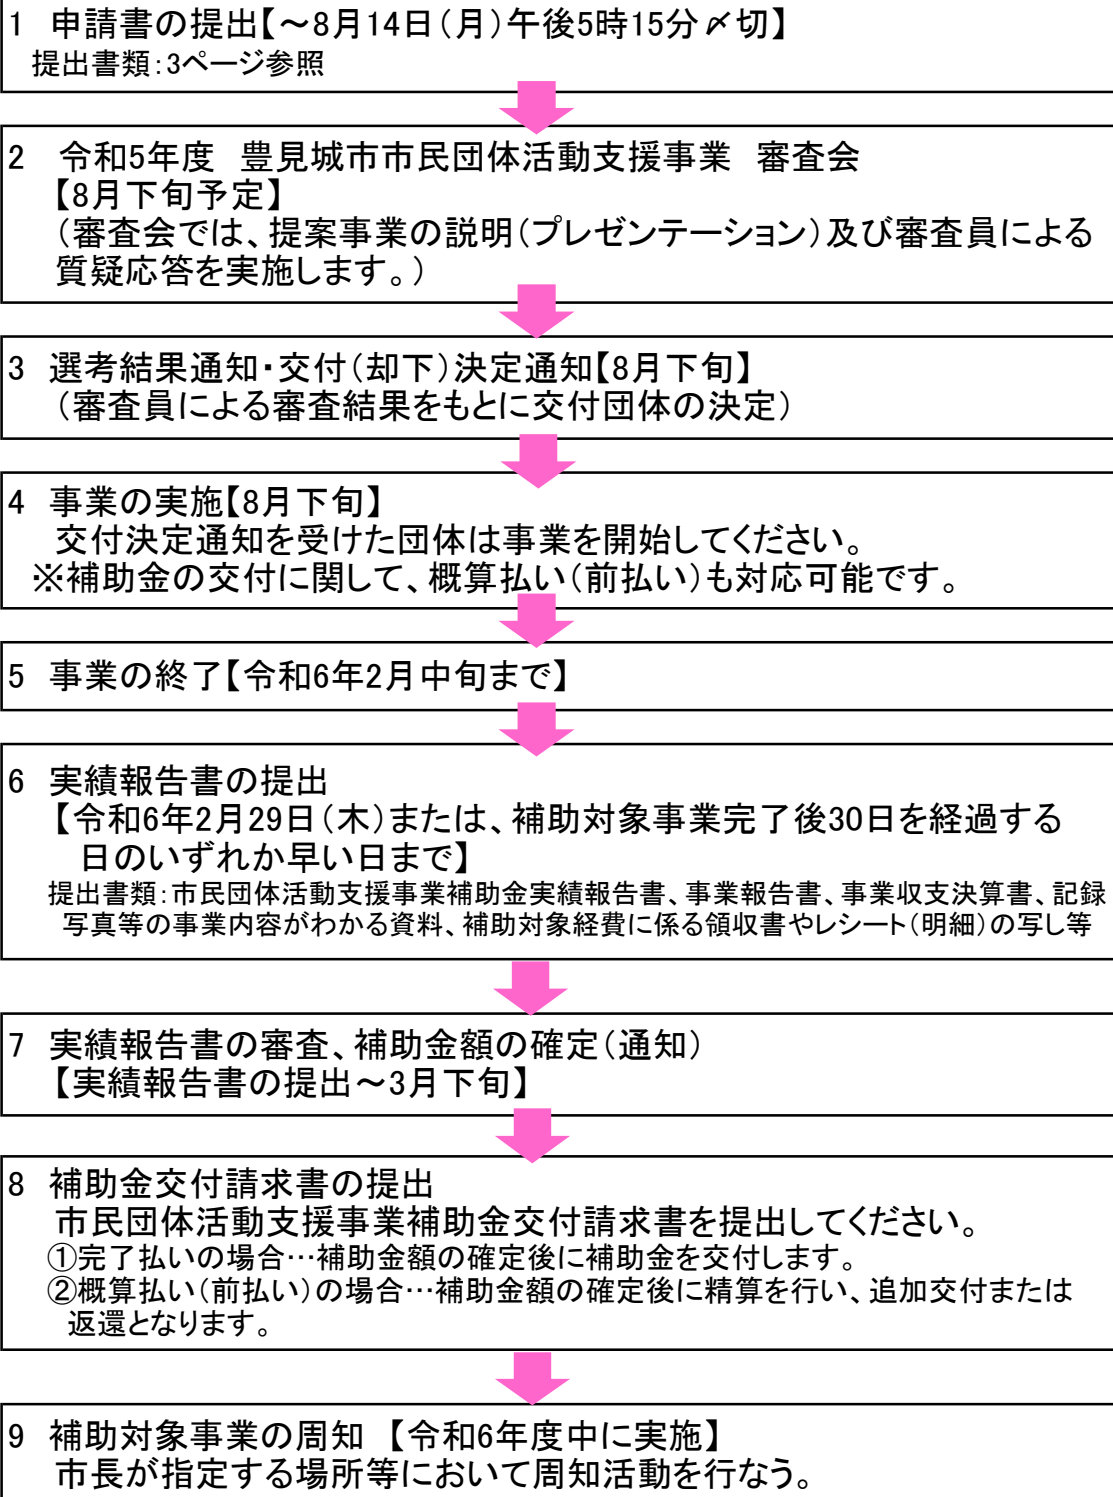 1 申請書の提出【～8月14日（月）午後5時15分〆切】
提出書類：3ページ参照
2 令和5年度 豊見城市市民団体活動支援事業 審査会
【8月下旬予定】
（審査会では、提案事業の説明（プレゼンテーション）及び審査員による
質疑応答を実施します。）
3 選考結果通知・交付（却下）決定通知【8月下旬】
（審査員による審査結果をもとに交付団体の決定）
4 事業の実施【8月下旬】
交付決定通知を受けた団体は事業を開始してください。
※補助金の交付に関して、概算払い（前払い）も対応可能です。
5 事業の終了【令和6年2月中旬まで】
6 実績報告書の提出
【令和6年2月29日（木）または、補助対象事業完了後30日を経過する
日のいずれか早い日まで】
提出書類：市民団体活動支援事業補助金実績報告書、事業報告書、事業収支決算書、記録
写真等の事業内容がわかる資料、補助対象経費に係る領収書やレシート（明細）の写し等
7 実績報告書の審査、補助金額の確定（通知）
【実績報告書の提出～3月下旬】
8 補助金交付請求書の提出
市民団体活動支援事業補助金交付請求書を提出してください。
①完了払いの場合…補助金額の確定後に補助金を交付します。
②概算払い（前払い）の場合…補助金額の確定後に精算を行い、追加交付または
返還となります。
9 補助対象事業の周知 【令和6年度中に実施】
市長が指定する場所等において周知活動を行なう。